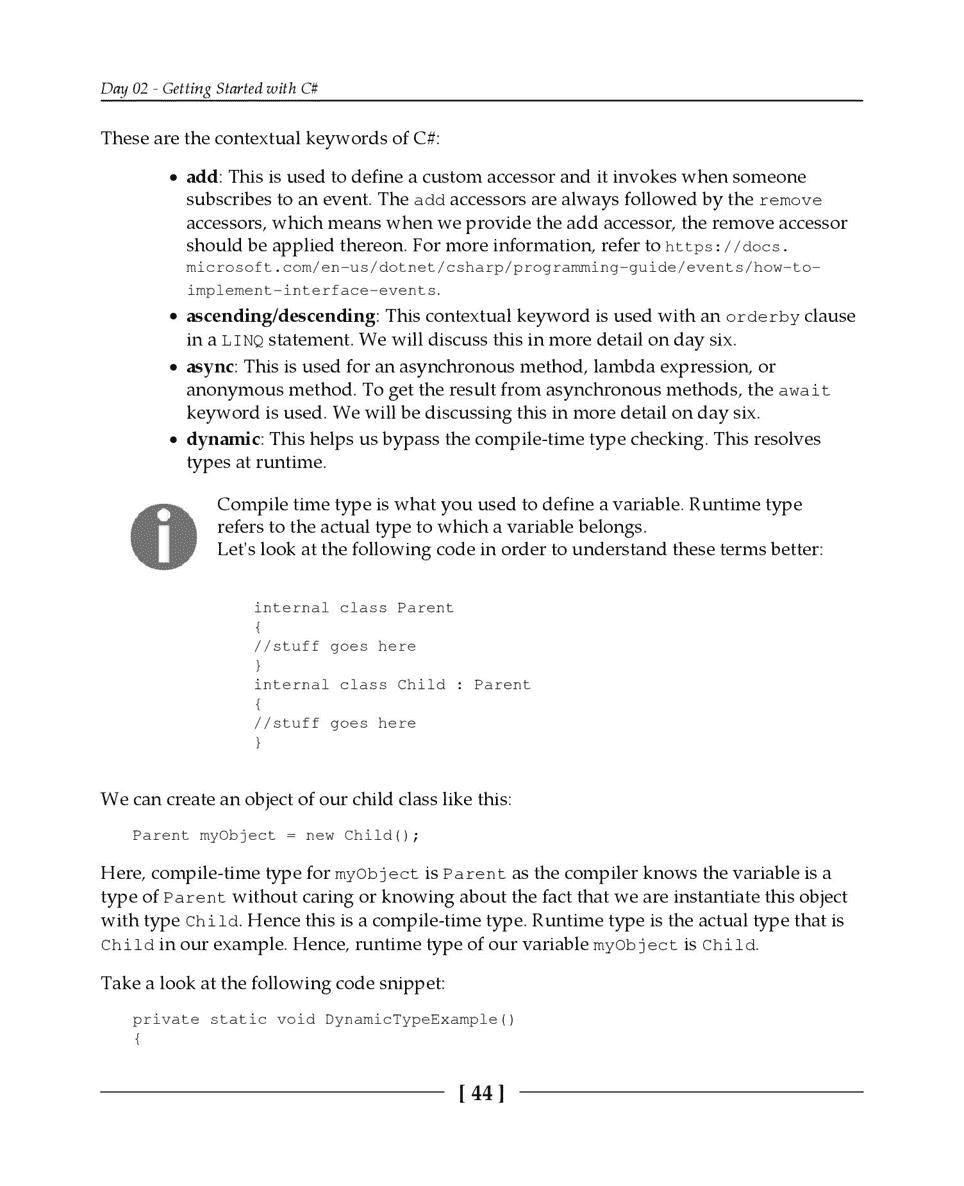 Day 02 - Getting Started with C#
These are the contextual keywords of C#:
• add: This is used to define a custom accessor and it invokes when someone
subscribes to an event. The add accessors are always followed by the remove
accessors, which means when we provide the add accessor, the remove accessor
should be applied thereon. For more information, refer to https://docs.
microsoft.com/en-us/dotnet/csharp/programming-guide/events/how-to-
implement-interface-events.
• ascending/descending: This contextual keyword is used with an orderby clause
in a LINQ statement. We will discuss this in more detail on day six.
• async: This is used for an asynchronous method, lambda expression, or
anonymous method. To get the result from asynchronous methods, the await
keyword is used. We will be discussing this in more detail on day six.
• dynamic: This helps us bypass the compile-time type checking. This resolves
types at runtime.
Compile time type is what you used to define a variable. Runtime type
refers to the actual type to which a variable belongs.
Let's look at the following code in order to understand these terms better:
internal class Parent
{
//stuff goes here
}
internal class Child : Parent
{
//stuff goes here
}
We can create an object of our child class like this:
Parent myObject = new Child();
Here, compile-time type for myObject is Parent as the compiler knows the variable is a
type of Parent without caring or knowing about the fact that we are instantiate this object
with type Child. Hence this is a compile-time type. Runtime type is the actual type that is
Child in our example. Hence, runtime type of our variable myObject is Child.
Take a look at the following code snippet:
private static void DynamicTypeExample()
{
[ 44 ]